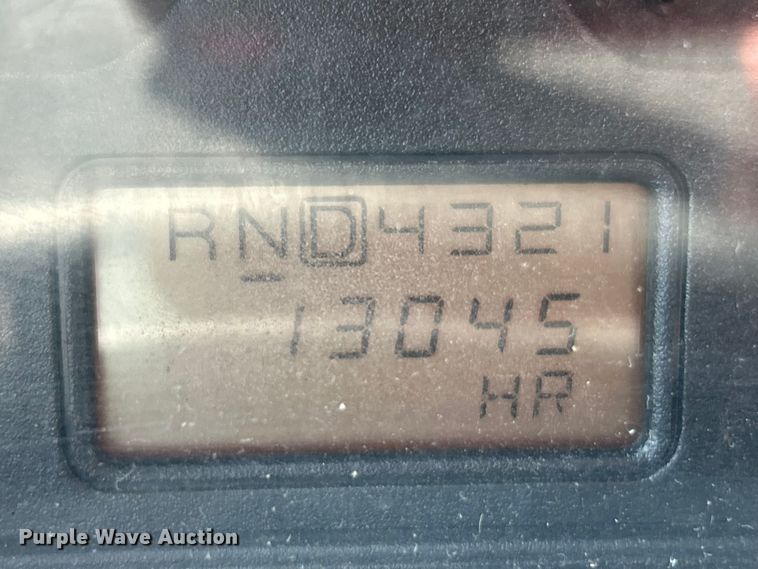 RND4321
13045
HR
Purple Wave Auction®